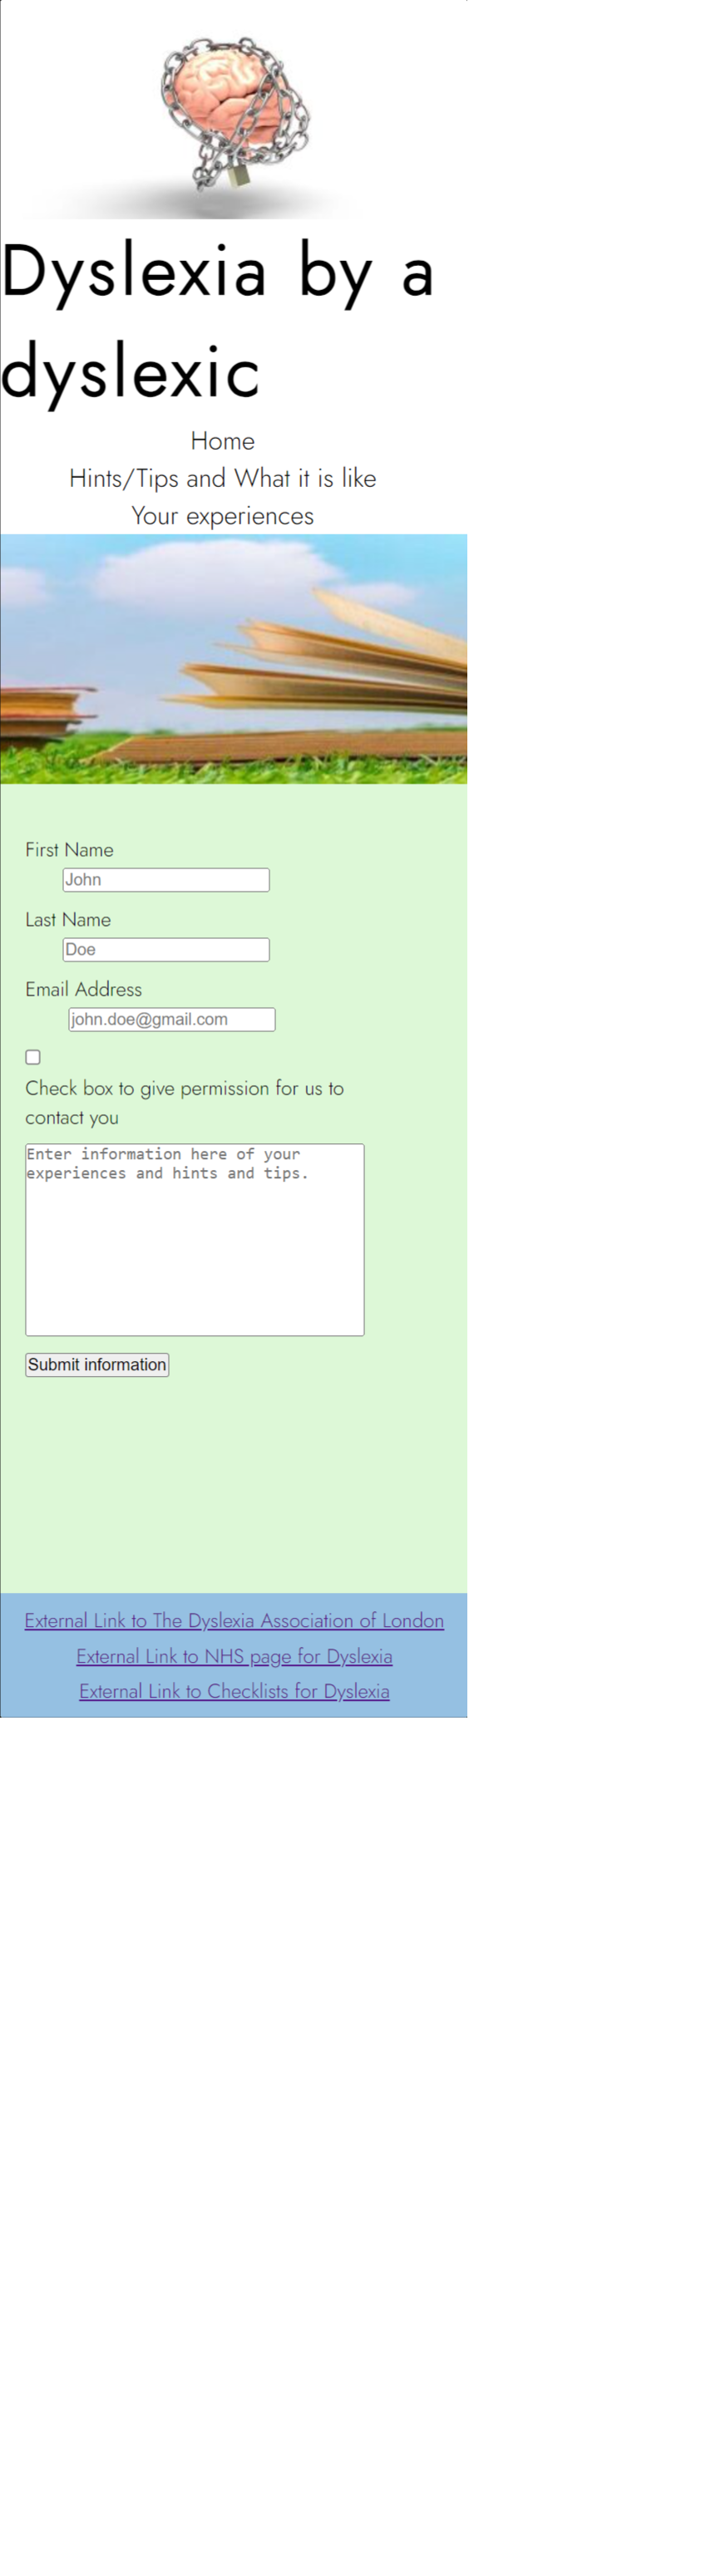 Dyslexia by a
dyslexic
Home
Hints/Tips and What it is like
Your experiences
First Name
John
Last Name
Doe
Email Address
john.doe@gmail.com
Check box to give permission for us to
contact you
Enter information here of your
experiences and hints and tips.
Submit information
External Link to The Dyslexia Association of London
External Link to NHS page for Dyslexia
External Link to Checklists for Dyslexia